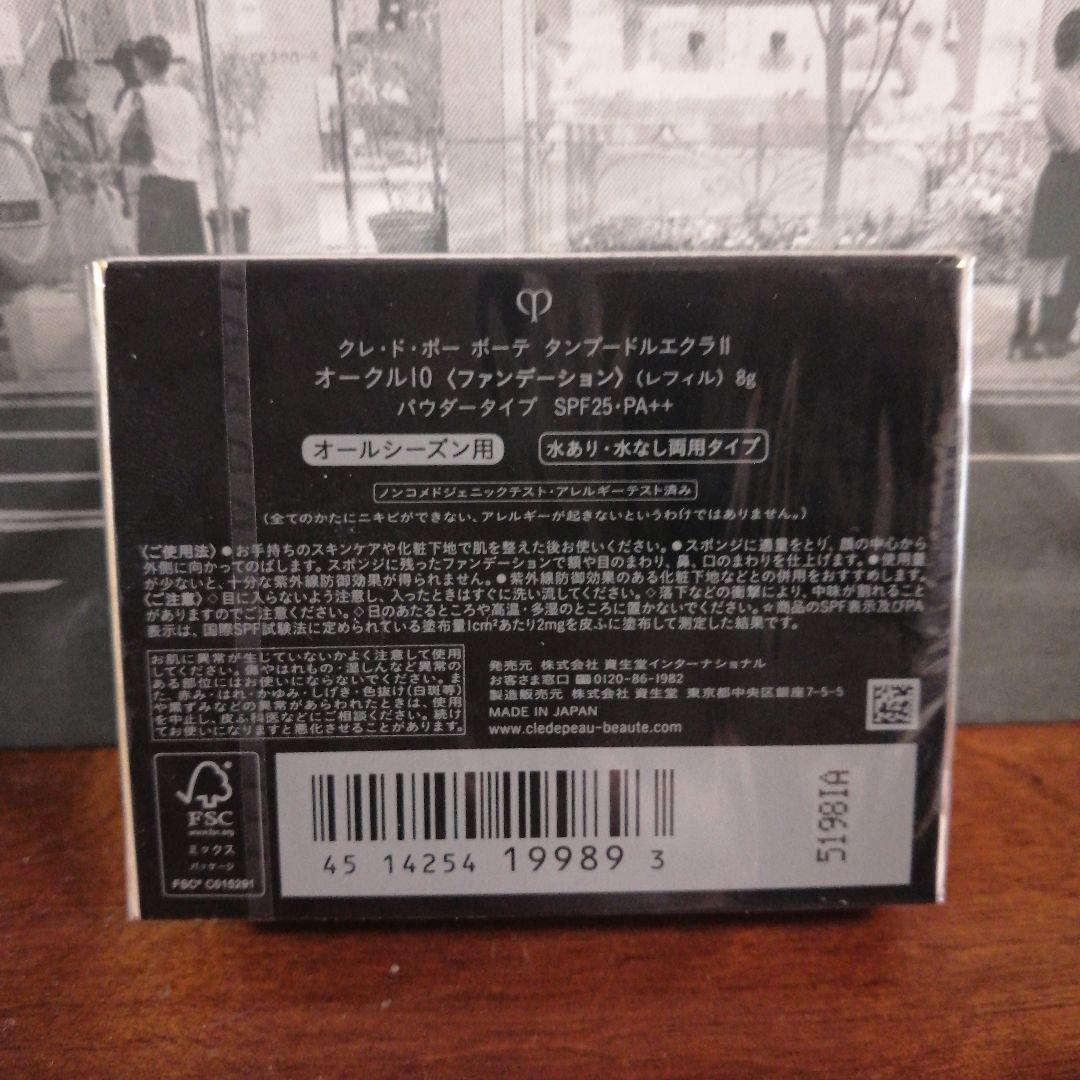 クレ・ド・ポー ボーテ タンプードルエクラII
オークル10〈ファンデーション〉(レフィル) 8g
パウダータイプ SPF25・PA++
オールシーズン用 水あり・水なし両用タイプ
ノンコメドジェニックテスト・アレルギーテスト済み
(全てのかたにニキビができない、アレルギーが起きないというわけではありません。)
〈ご使用法〉●お手持ちのスキンケアや化粧下地で肌を整えた後お使いください。●スポンジに適量をとり、顔の中心から
外側に向かってのばします。スポンジに残ったファンデーションで額や目のまわり、鼻、口のまわりを仕上げます。●使用量
が少ないと、十分な紫外線防御効果が得られません。●紫外線防御効果のある化粧下地などとの併用をおすすめします。
〈ご注意〉◇目に入らないよう注意し、入ったときはすぐに洗い流してください。◇落下などの衝撃により、中味が割れること
がありますのでご注意ください。◇日のあたるところや高温・多湿のところに置かないでください。☆商品のSPF表示及びPA
表示は、国際SPF試験法に定められている塗布量1cm²あたり2mgを皮ふに塗布して測定した結果です。
お肌に異常が生じていないかよく注意して使用
してください。傷やはれもの・湿しんなど異常の
ある部位にはお使いにならないでください。ま
た、赤み・はれ・かゆみ・しげき・色抜け(白斑等)
や黒ずみなどの異常があらわれたときは、使用
を中止し、皮ふ科医などにご相談ください。続け
てお使いになりますと悪化させることがあります。
発売元 株式会社 資生堂インターナショナル
お客さま窓口 0120-86-1982
製造販売元 株式会社 資生堂 東京都中央区銀座7-5-5
MADE IN JAPAN
www.cledepeau-beaute.com
FSC
www.fsc.org
ミックス
パッケージ
FSC® C015291
45 14254 19989 3
5198IA